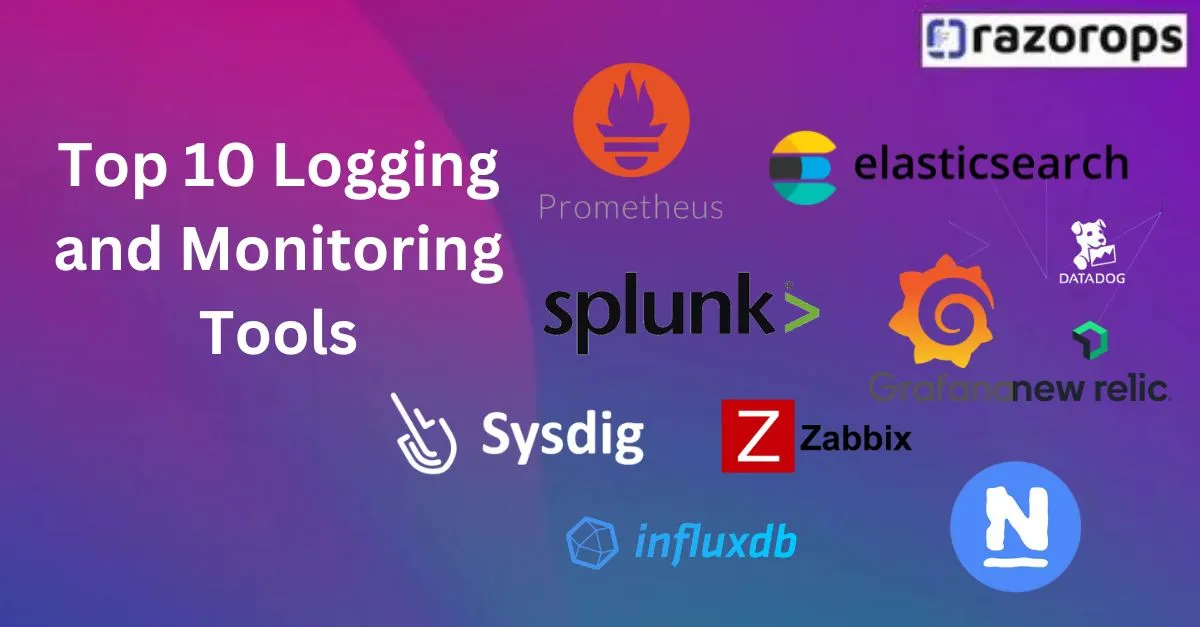 razorops
Top 10 Logging
and Monitoring
Tools
Prometheus
elasticsearch
DATADOG
splunk>
Grafana
new relic.
Sysdig
Z Zabbix
influxdb
N